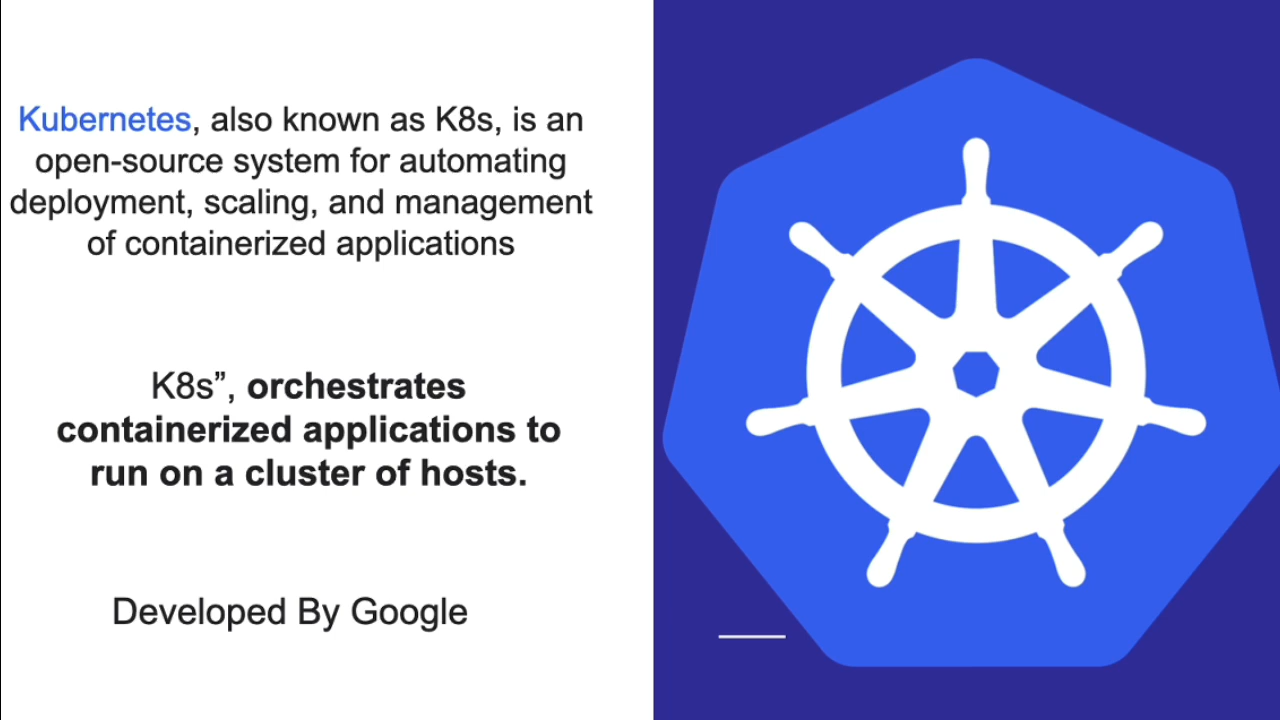 Kubernetes, also known as K8s, is an
open-source system for automating
deployment, scaling, and management
of containerized applications
K8s”, orchestrates
containerized applications to
run on a cluster of hosts.
Developed By Google